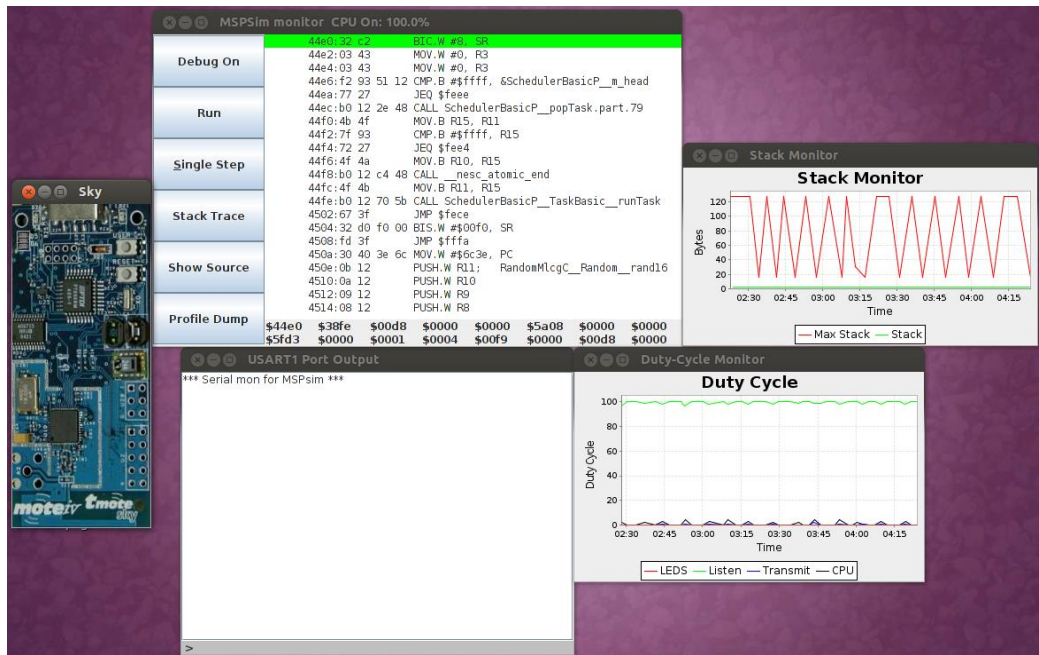 MSPSim monitor CPU On: 100.0%
Debug On
Run
Single Step
Stack Trace
Show Source
Profile Dump
44e0:32 c2 BIC.W #8, SR
44e2:03 43 MOV.W #0, R3
44e4:03 43 MOV.W #0, R3
44e6:f2 93 51 12 CMP.B #$ffff, &SchedulerBasicP__m_head
44ea:77 27 JEQ $feee
44ec:b0 12 2e 48 CALL SchedulerBasicP__popTask.part.79
44f0:4b 4f MOV.B R15, R11
44f2:7f 93 CMP.B #$ffff, R15
44f4:72 27 JEQ $fee4
44f6:4f 4a MOV.B R10, R15
44f8:b0 12 c4 48 CALL __nesc_atomic_end
44fc:4f 4b MOV.B R11, R15
44fe:b0 12 70 5b CALL SchedulerBasicP__TaskBasic__runTask
4502:67 3f JMP $fece
4504:32 d0 f0 00 BIS.W #$00f0, SR
4508:fd 3f JMP $fffa
450a:30 40 3e 6c MOV.W #$6c3e, PC
450e:0b 12 PUSH.W R11; RandomMlcgC__Random__rand16
4510:0a 12 PUSH.W R10
4512:09 12 PUSH.W R9
4514:08 12 PUSH.W R8
$44e0 $38fe $00d8 $0000 $0000 $5a08 $0000 $0000
$5fd3 $0000 $0001 $0004 $00f9 $0000 $00d8 $0000
Sky
USER
RESET
moteiv tmote sky
Stack Monitor
Stack Monitor
Bytes
120
100
80
60
40
20
0
02:30 02:45 03:00 03:15 03:30 03:45 04:00 04:15
Time
Max Stack Stack
USART1 Port Output
*** Serial mon for MSPsim ***
>
Duty-Cycle Monitor
Duty Cycle
Duty Cycle
100
80
60
40
20
0
02:30 02:45 03:00 03:15 03:30 03:45 04:00 04:15
Time
LEDS Listen Transmit CPU